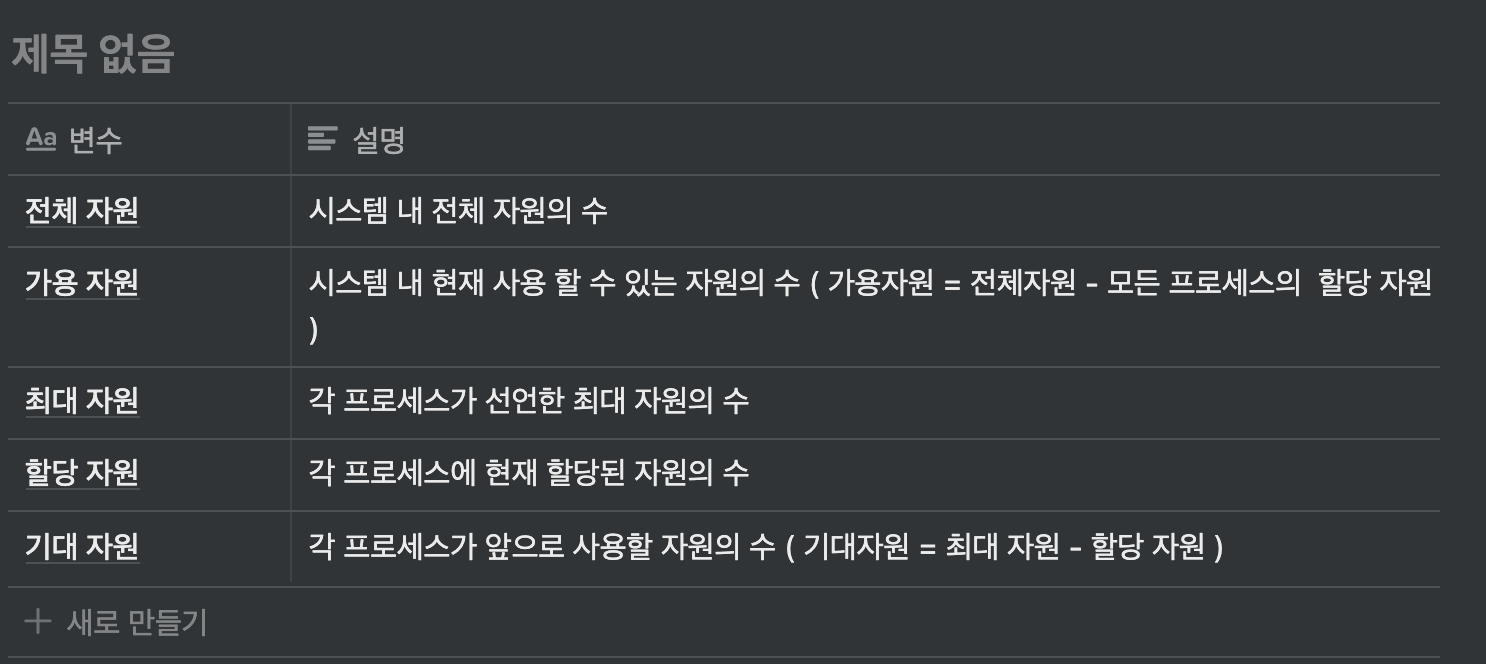 제목 없음
Aa 변수 설명
전체 자원 시스템 내 전체 자원의 수
가용 자원 시스템 내 현재 사용 할 수 있는 자원의 수 ( 가용자원 = 전체자원 - 모든 프로세스의 할당 자원
)
최대 자원 각 프로세스가 선언한 최대 자원의 수
할당 자원 각 프로세스에 현재 할당된 자원의 수
기대 자원 각 프로세스가 앞으로 사용할 자원의 수 ( 기대자원 = 최대 자원 - 할당 자원 )
+ 새로 만들기